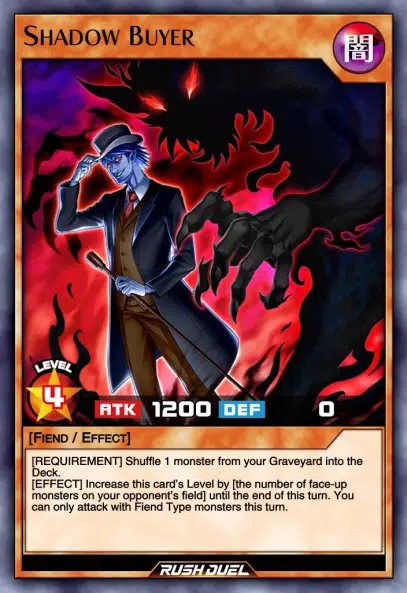 SHADOW BUYER
闇
LEVEL
4
ATK 1200 DEF 0
[FIEND / EFFECT]
[REQUIREMENT] Shuffle 1 monster from your Graveyard into the
Deck.
[EFFECT] Increase this card's Level by [the number of face-up
monsters on your opponent's field] until the end of this turn. You
can only attack with Fiend Type monsters this turn.
RUSH DUEL